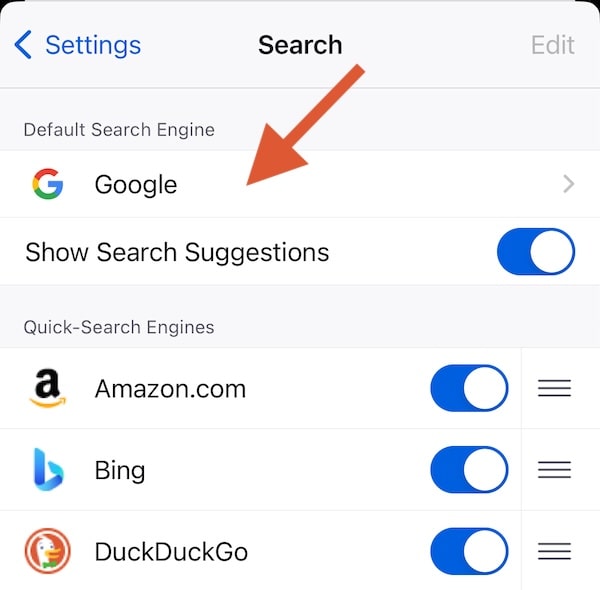 Settings
Search
Edit
Default Search Engine
Google
Show Search Suggestions
Quick-Search Engines
Amazon.com
Bing
DuckDuckGo